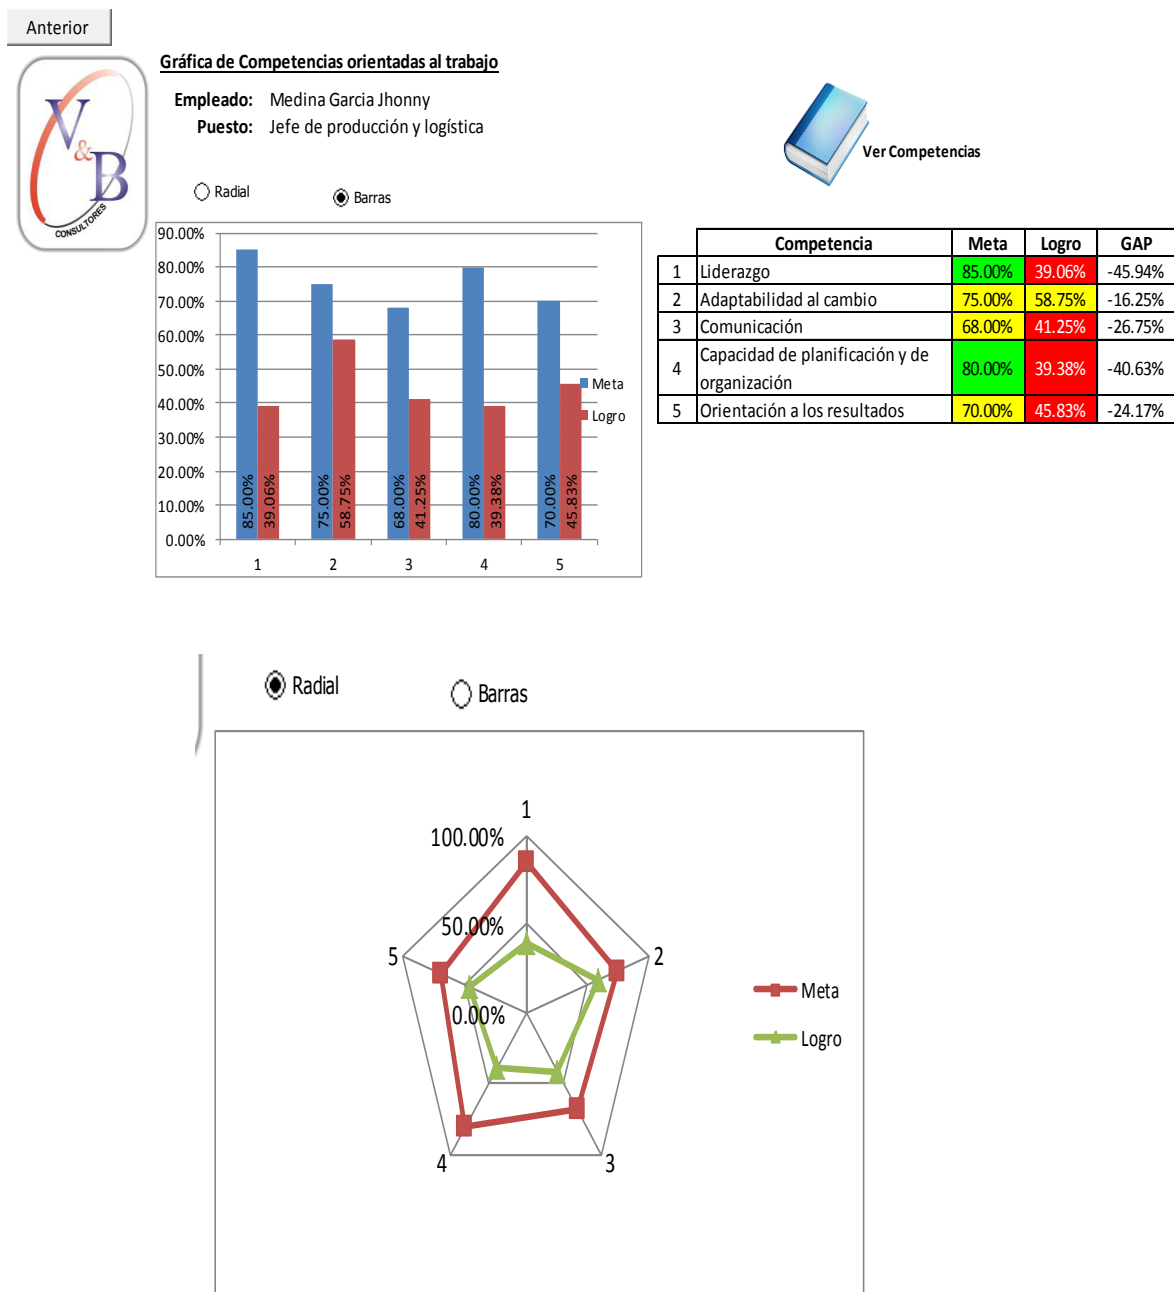 Anterior
V&B
CONSULTORES
Gráfica de Competencias orientadas al trabajo
Empleado: Medina Garcia Jhonny
Puesto: Jefe de producción y logística
Ver Competencias
Radial Barras
90.00%
80.00%
70.00%
60.00%
50.00%
40.00%
30.00%
20.00%
10.00%
0.00%
85.00% 39.06% 75.00% 58.75% 68.00% 41.25% 80.00% 39.38% 70.00% 45.83%
1 2 3 4 5
Meta
Logro
Competencia Meta Logro GAP
1 Liderazgo 85.00% 39.06% -45.94%
2 Adaptabilidad al cambio 75.00% 58.75% -16.25%
3 Comunicación 68.00% 41.25% -26.75%
4 Capacidad de planificación y de
organización 80.00% 39.38% -40.63%
5 Orientación a los resultados 70.00% 45.83% -24.17%
Radial Barras
1
100.00%
50.00%
5 2
0.00%
4 3
Meta
Logro